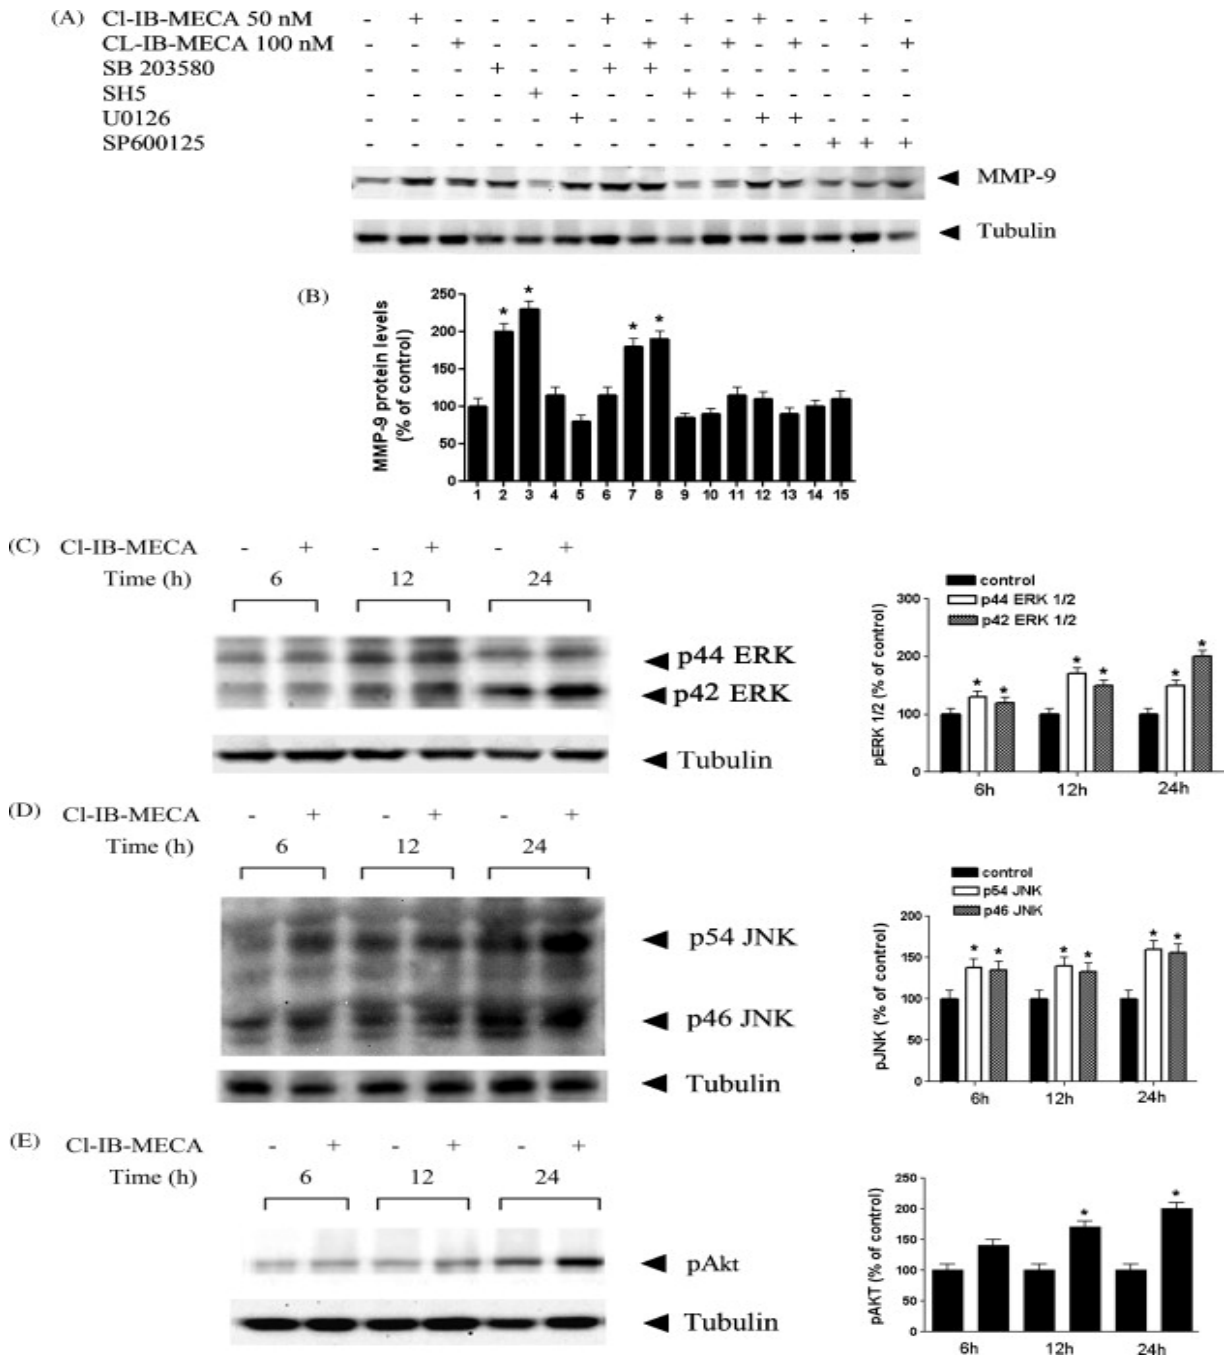 (A) Cl-IB-MECA 50 nM - + - - - - + - + - + - - + -
CL-IB-MECA 100 nM - - + - - - - + - + - + - - +
SB 203580 - - - + - - + + - - - - - - -
SH5 - - - - + - - - + + - - - - -
U0126 - - - - - + - - - - + + - - -
SP600125 - - - - - - - - - - - - + + +
MMP-9
Tubulin
(B)
MMP-9 protein levels
(% of control)
250
200
150
100
50
0
* * * *
1 2 3 4 5 6 7 8 9 10 11 12 13 14 15
(C) Cl-IB-MECA - + - + - +
Time (h) 6 12 24
p44 ERK
p42 ERK
Tubulin
control
p44 ERK 1/2
p42 ERK 1/2
pERK 1/2 (% of control)
300
200
100
0
* * * * * *
6h 12h 24h
(D) Cl-IB-MECA - + - + - +
Time (h) 6 12 24
p54 JNK
p46 JNK
Tubulin
control
p54 JNK
p46 JNK
pJNK (% of control)
200
150
100
50
0
* * * * * *
6h 12h 24h
(E) Cl-IB-MECA - + - + - +
Time (h) 6 12 24
pAkt
Tubulin
pAKT (% of control)
250
200
150
100
50
0
* *
6h 12h 24h